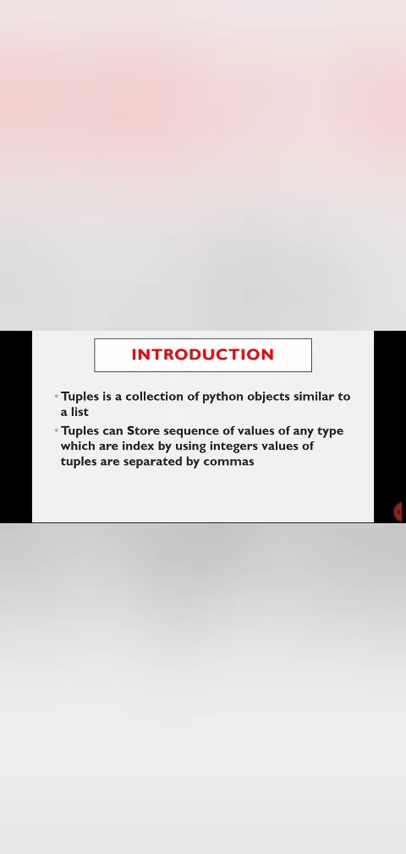 INTRODUCTION
• Tuples is a collection of python objects similar to
a list
• Tuples can Store sequence of values of any type
which are index by using integers values of
tuples are separated by commas